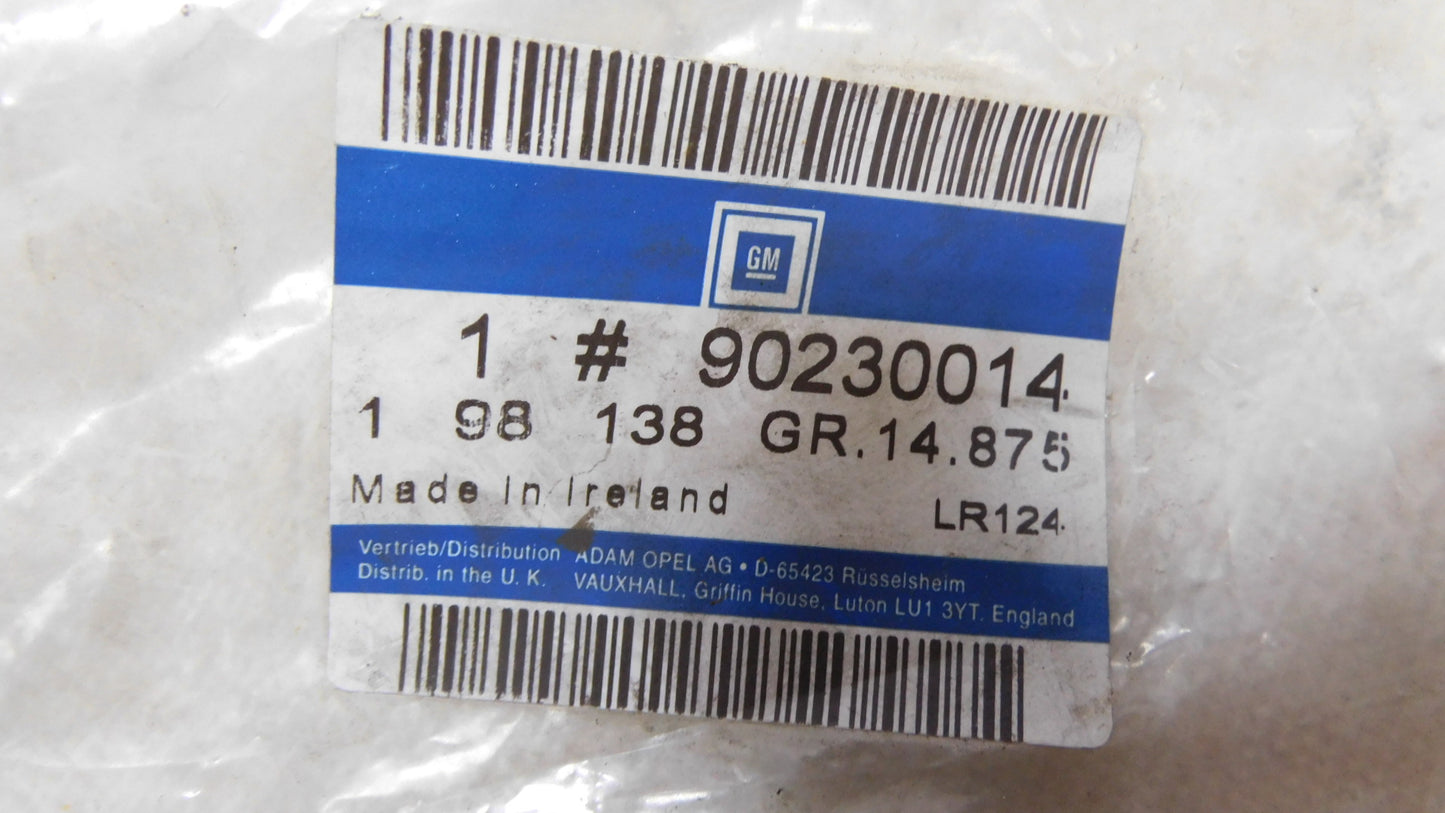 GM
1 # 90230014
1 98 138 GR.14.875
Made in Ireland LR124
Vertrieb/Distribution ADAM OPEL AG • D-65423 Rüsselsheim
Distrib. in the U. K. VAUXHALL, Griffin House, Luton LU1 3YT. England